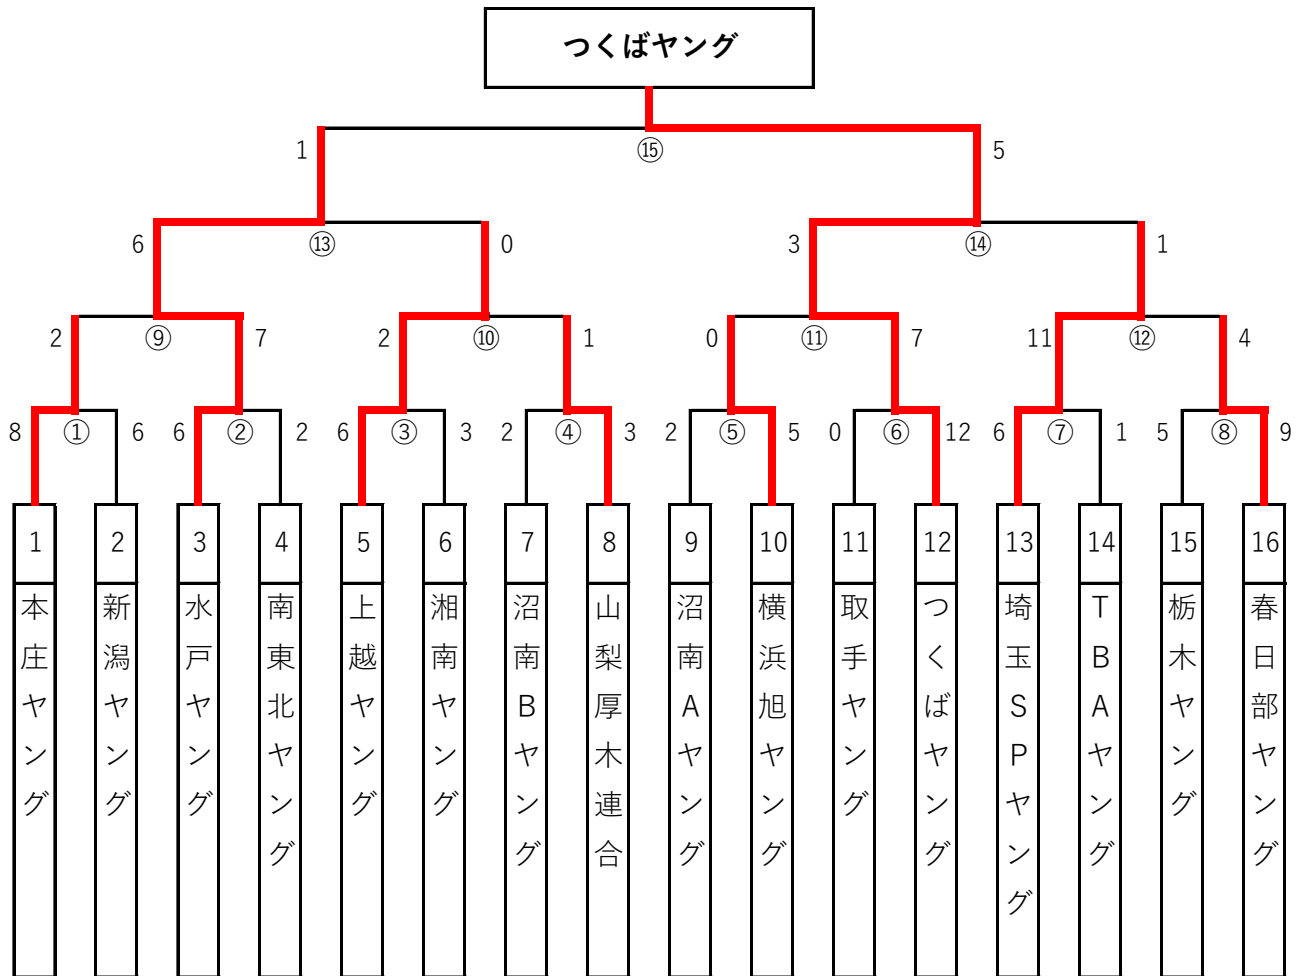 つくばヤング
1 ⑮ 5
6 ⑬ 0 3 ⑭ 1
2 ⑨ 7 2 ⑩ 1 0 ⑪ 7 11 ⑫ 4
8 ① 6 6 ② 2 6 ③ 3 2 ④ 3 2 ⑤ 5 0 ⑥ 12 6 ⑦ 1 5 ⑧ 9
1 2 3 4 5 6 7 8 9 10 11 12 13 14 15 16
本庄ヤング
新潟ヤング
水戸ヤング
南東北ヤング
上越ヤング
湘南ヤング
沼南Bヤング
山梨厚木連合
沼南Aヤング
横浜旭ヤング
取手ヤング
つくばヤング
埼玉SPヤング
TBAヤング
栃木ヤング
春日部ヤング